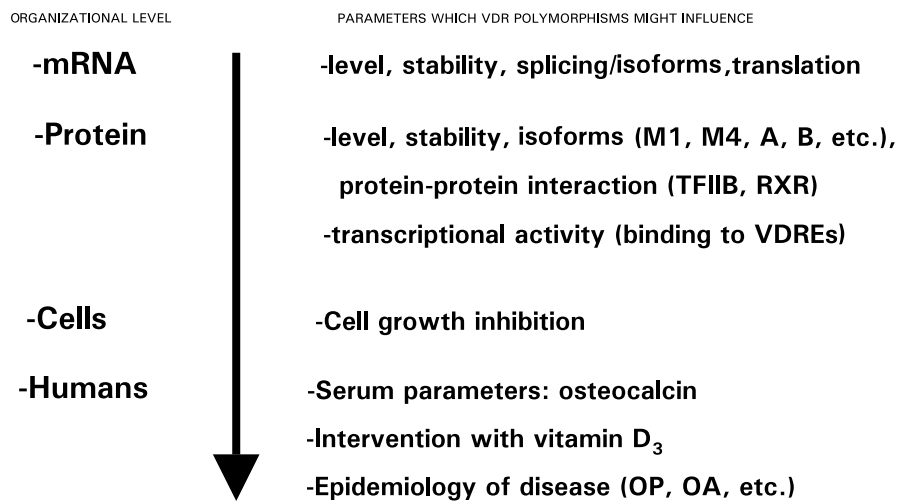 ORGANIZATIONAL LEVEL PARAMETERS WHICH VDR POLYMORPHISMS MIGHT INFLUENCE
-mRNA -level, stability, splicing/isoforms,translation
-Protein -level, stability, isoforms (M1, M4, A, B, etc.),
protein-protein interaction (TFIIB, RXR)
-transcriptional activity (binding to VDREs)
-Cells -Cell growth inhibition
-Humans -Serum parameters: osteocalcin
-Intervention with vitamin D₃
-Epidemiology of disease (OP, OA, etc.)